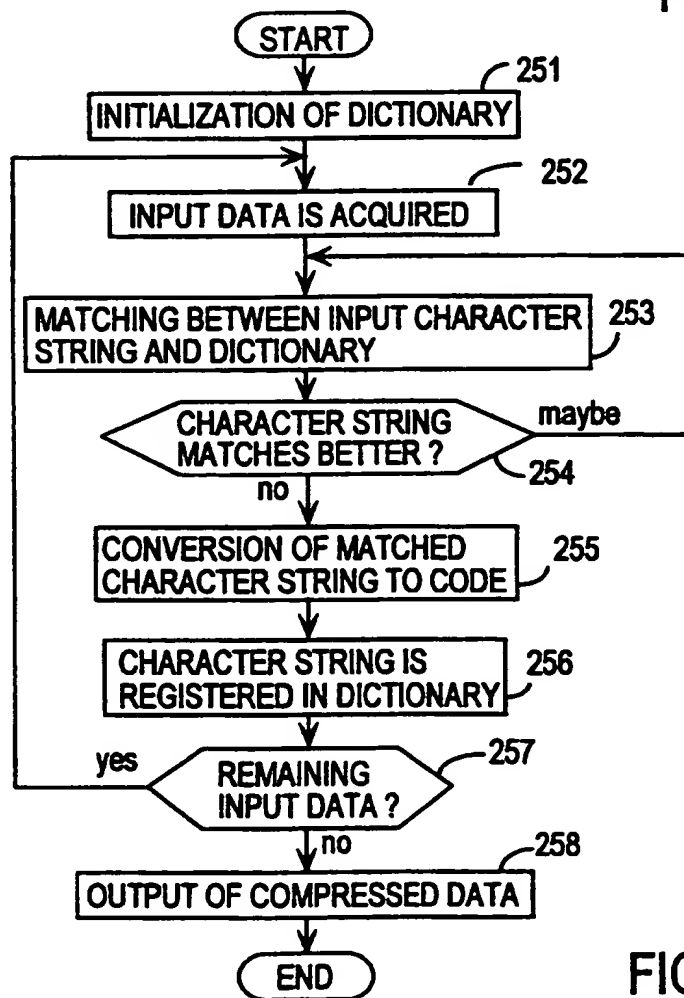 START
251
INITIALIZATION OF DICTIONARY
252
INPUT DATA IS ACQUIRED
MATCHING BETWEEN INPUT CHARACTER
STRING AND DICTIONARY
253
CHARACTER STRING
MATCHES BETTER ?
maybe
254
no
CONVERSION OF MATCHED
CHARACTER STRING TO CODE
255
CHARACTER STRING IS
REGISTERED IN DICTIONARY
256
yes
257
REMAINING
INPUT DATA ?
no
258
OUTPUT OF COMPRESSED DATA
END